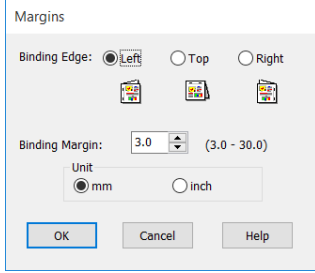 Margins
Binding Edge: Left Top Right
Binding Margin: 3.0 (3.0 - 30.0)
Unit
mm inch
OK Cancel Help